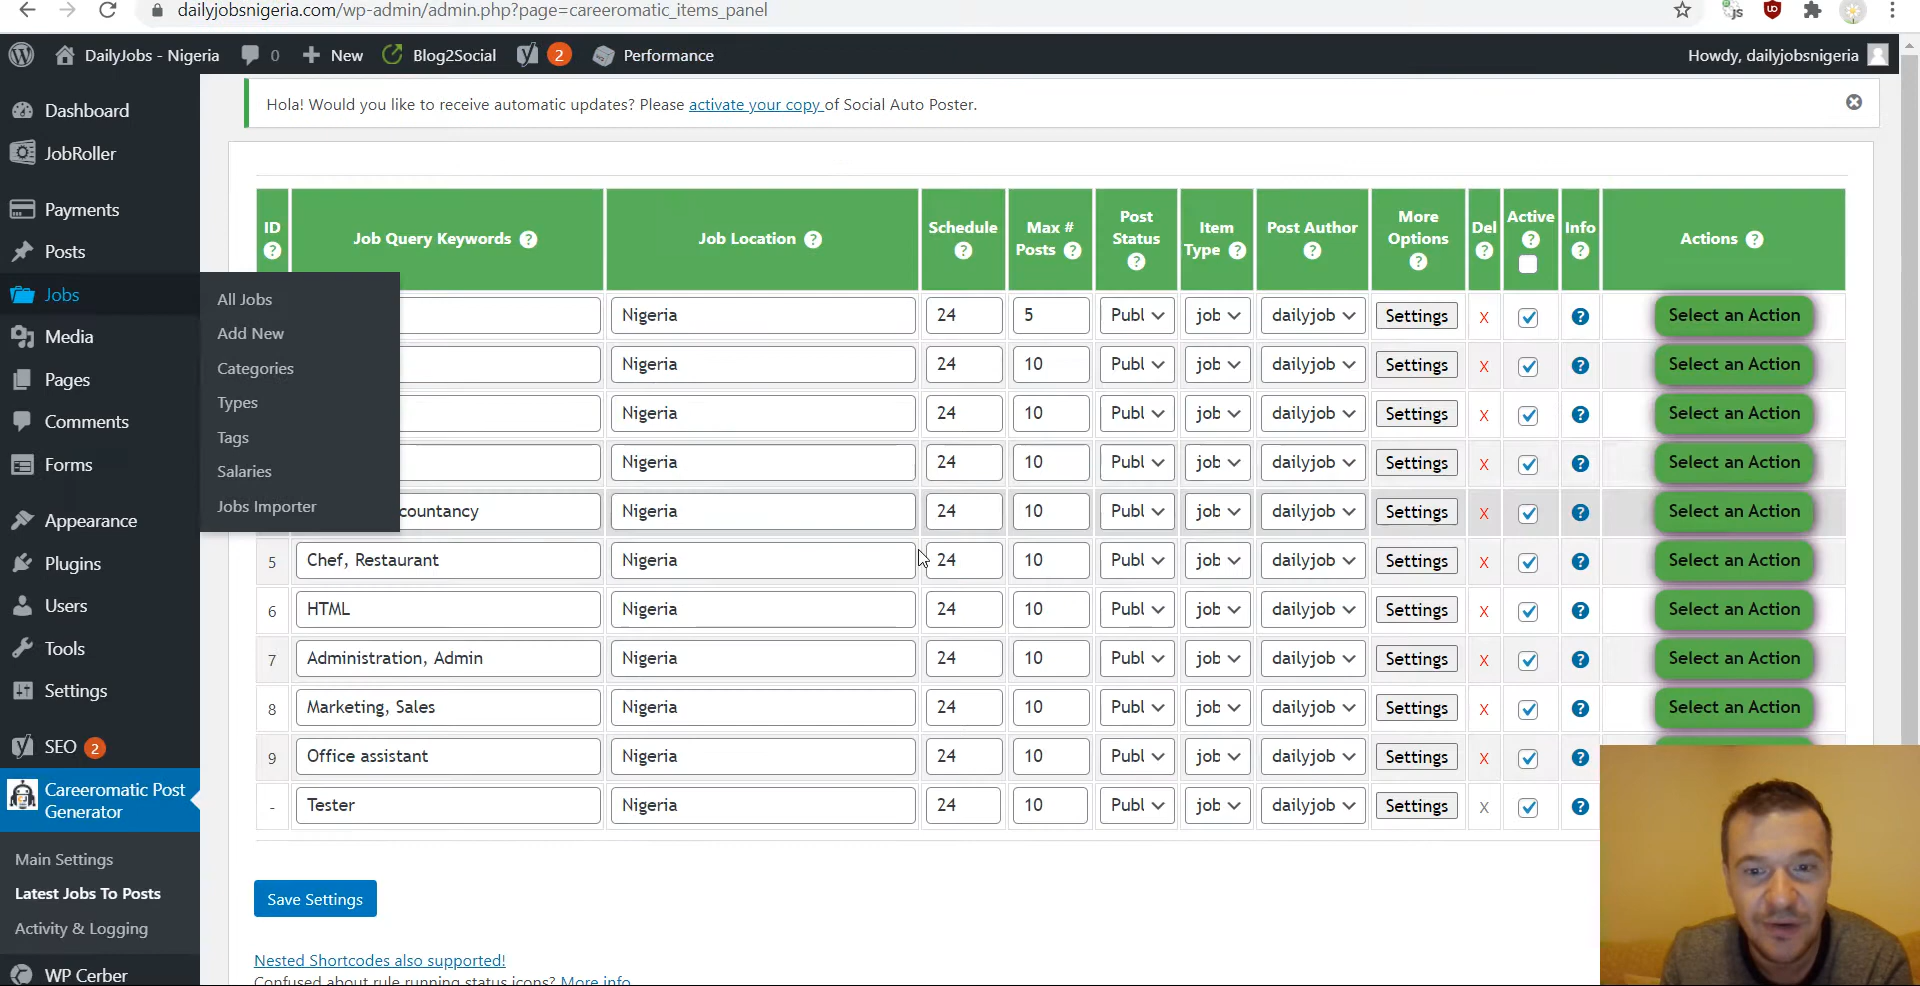 dailyjobsnigeria.com/wp-admin/admin.php?page=careeromatic_items_panel
DailyJobs - Nigeria 0 New Blog2Social 2 Performance Howdy, dailyjobsnigeria
Hola! Would you like to receive automatic updates? Please activate your copy of Social Auto Poster.
Dashboard
JobRoller
Payments
Posts
Jobs
All Jobs
Add New
Categories
Types
Tags
Salaries
Jobs Importer
Media
Pages
Comments
Forms
Appearance
Plugins
Users
Tools
Settings
SEO 2
Careeromatic Post
Generator
Main Settings
Latest Jobs To Posts
Activity & Logging
WP Cerber
ID ? Job Query Keywords ? Job Location ? Schedule ? Max # Posts ? Post Status ? Item Type ? Post Author ? More Options ? Del ? Active ? Info ? Actions ?
Nigeria 24 5 Publ job dailyjob Settings X ? Select an Action
Nigeria 24 10 Publ job dailyjob Settings X ? Select an Action
Nigeria 24 10 Publ job dailyjob Settings X ? Select an Action
Nigeria 24 10 Publ job dailyjob Settings X ? Select an Action
countancy Nigeria 24 10 Publ job dailyjob Settings X ? Select an Action
5 Chef, Restaurant Nigeria 24 10 Publ job dailyjob Settings X ? Select an Action
6 HTML Nigeria 24 10 Publ job dailyjob Settings X ? Select an Action
7 Administration, Admin Nigeria 24 10 Publ job dailyjob Settings X ? Select an Action
8 Marketing, Sales Nigeria 24 10 Publ job dailyjob Settings X ? Select an Action
9 Office assistant Nigeria 24 10 Publ job dailyjob Settings X ?
- Tester Nigeria 24 10 Publ job dailyjob Settings X ?
Save Settings
Nested Shortcodes also supported!
Confused about rule running status icons? More info